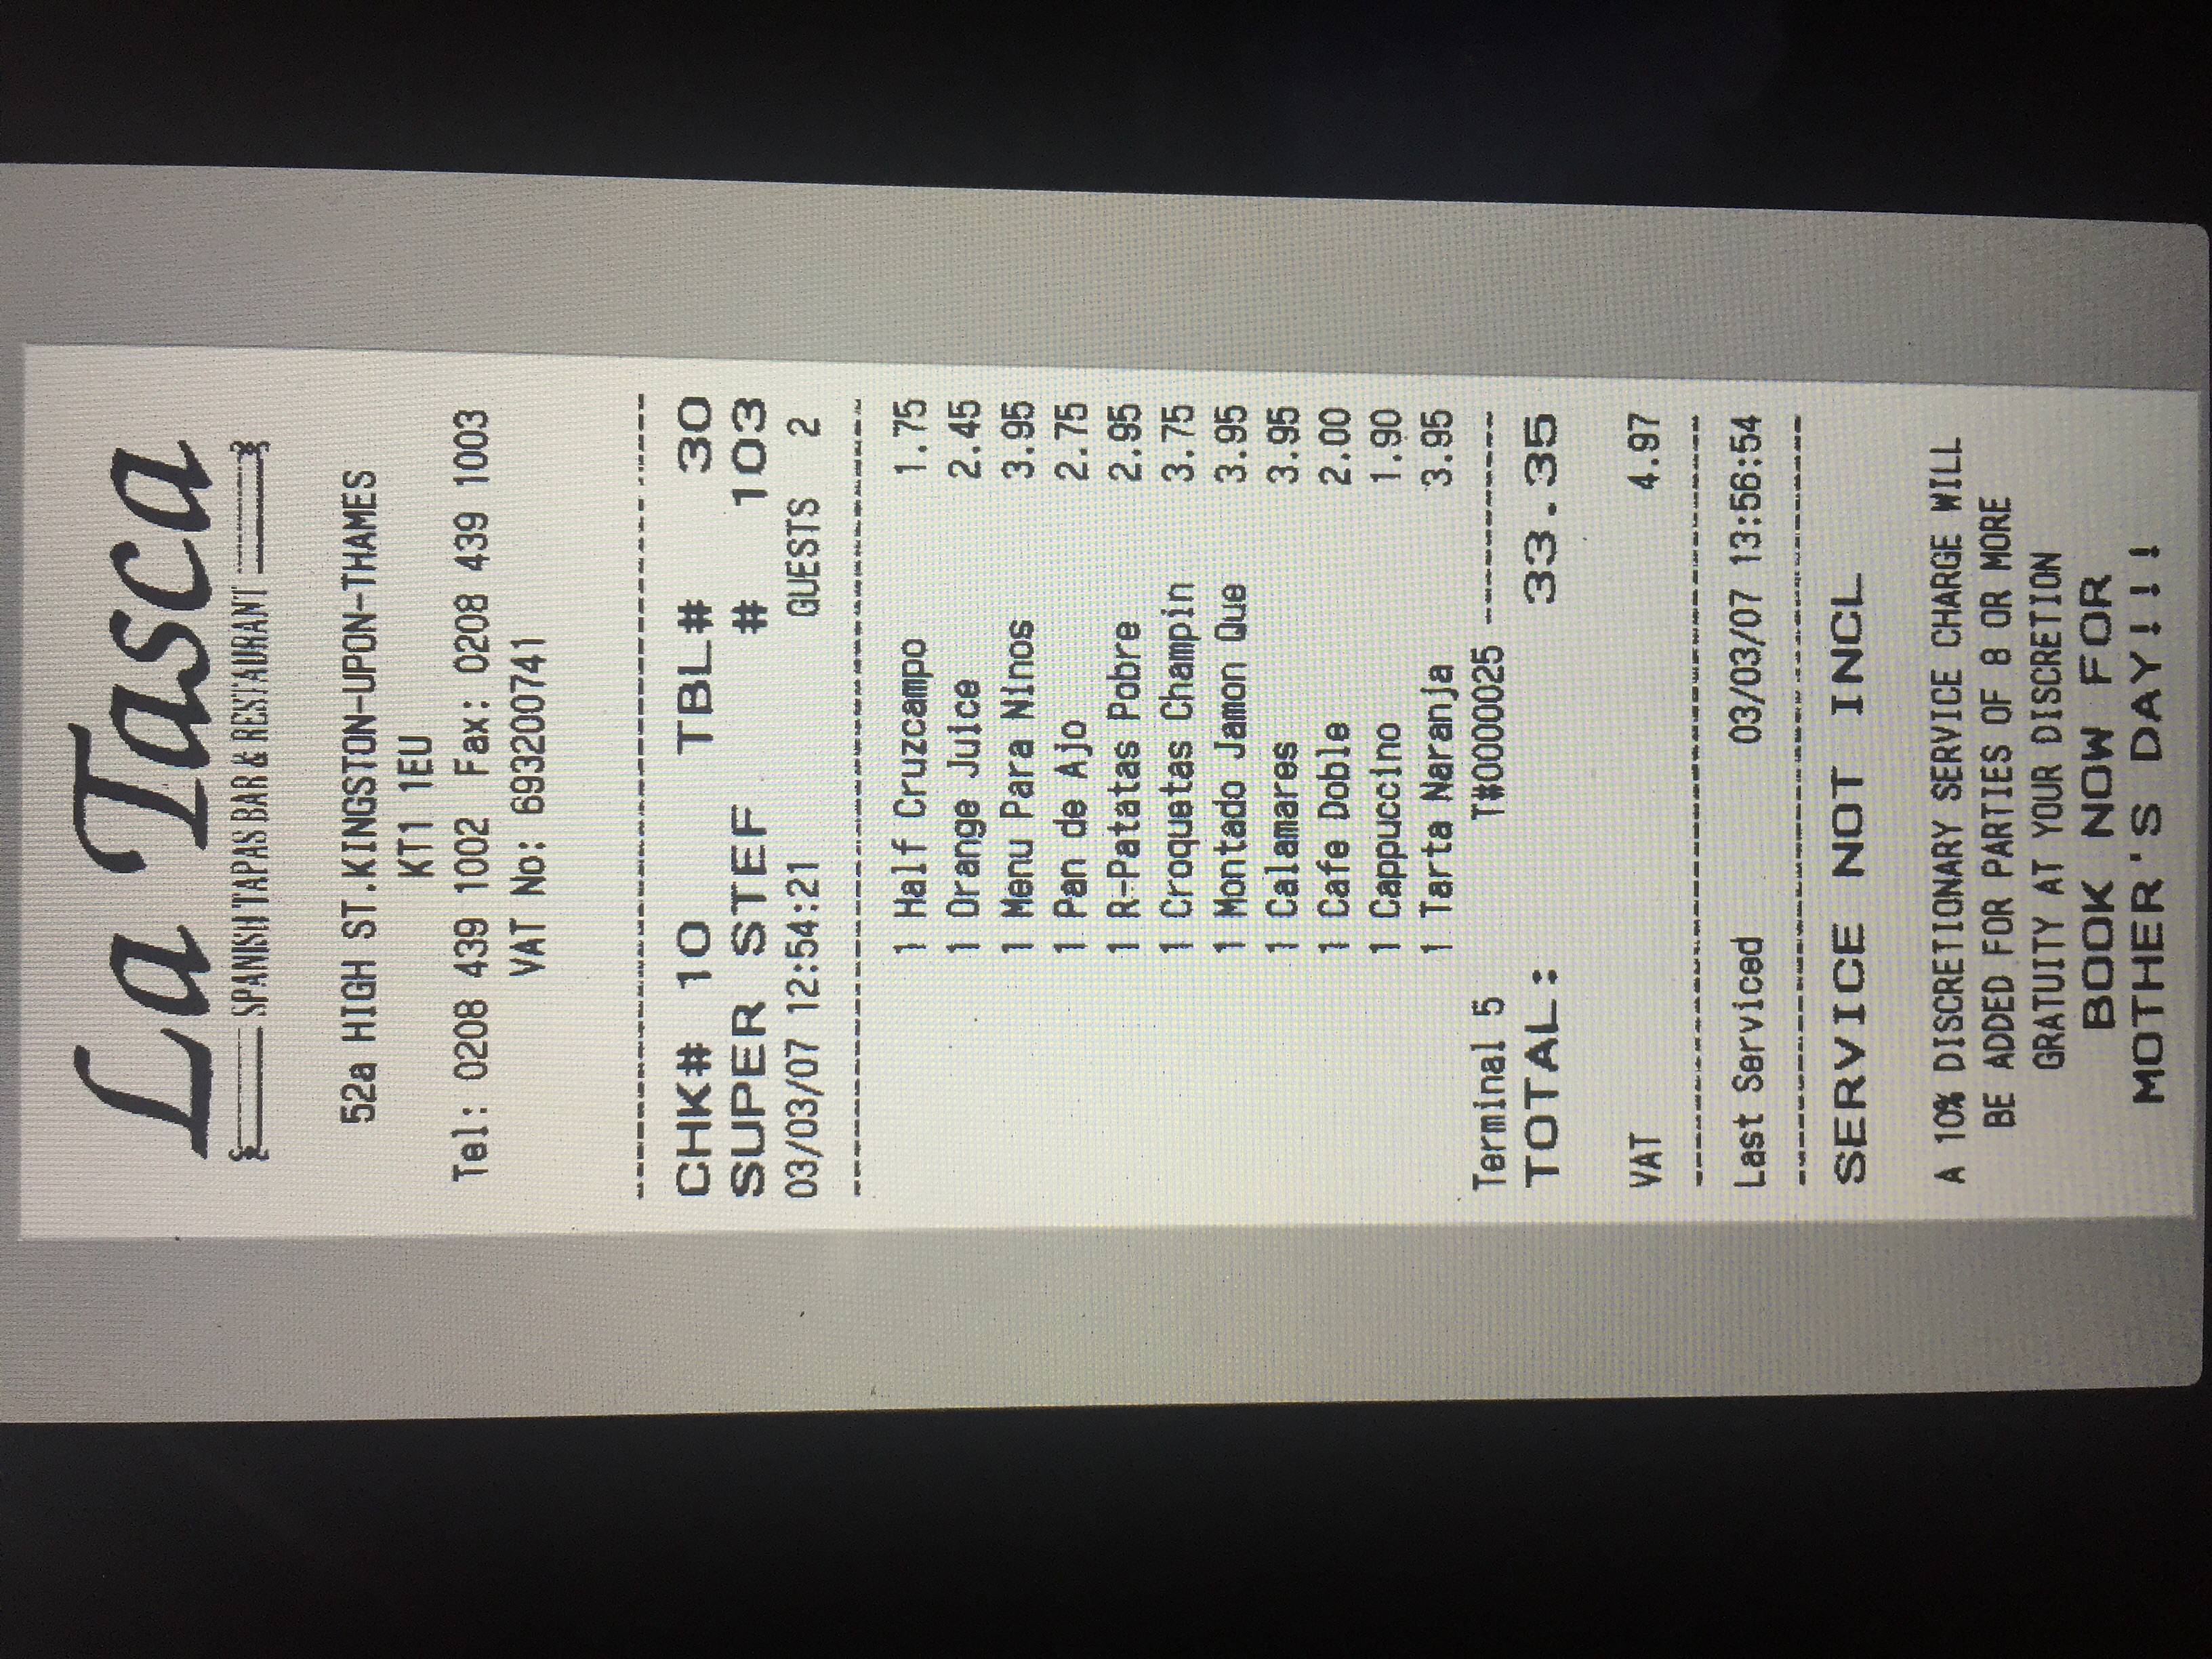 La Tasca
SPANISH TAPAS BAR & RESTAURANT
52a HIGH ST.KINGSTON-UPON-THAMES
KT1 1EU
Tel: 0208 439 1002 Fax: 0208 439 1003
VAT No: 693200741
CHK# 10 TBL# 30
SUPER STEF # 103
03/03/07 12:54:21 GUESTS 2
1 Half Cruzcampo 1.75
1 Orange Juice 2.45
1 Menu Para Ninos 3.95
1 Pan de Ajo 2.75
1 R-Patatas Pobre 2.95
1 Croquetas Champin 3.75
1 Montado Jamon Que 3.95
1 Calamares 3.95
1 Cafe Doble 2.00
1 Cappuccino 1.90
1 Tarta Naranja 3.95
Terminal 5 T#0000025 -----------
TOTAL: 33.35
VAT 4.97
Last Serviced 03/03/07 13:56:54
SERVICE NOT INCL
A 10% DISCRETIONARY SERVICE CHARGE WILL
BE ADDED FOR PARTIES OF 8 OR MORE
GRATUITY AT YOUR DISCRETION
BOOK NOW FOR
MOTHER'S DAY!!!